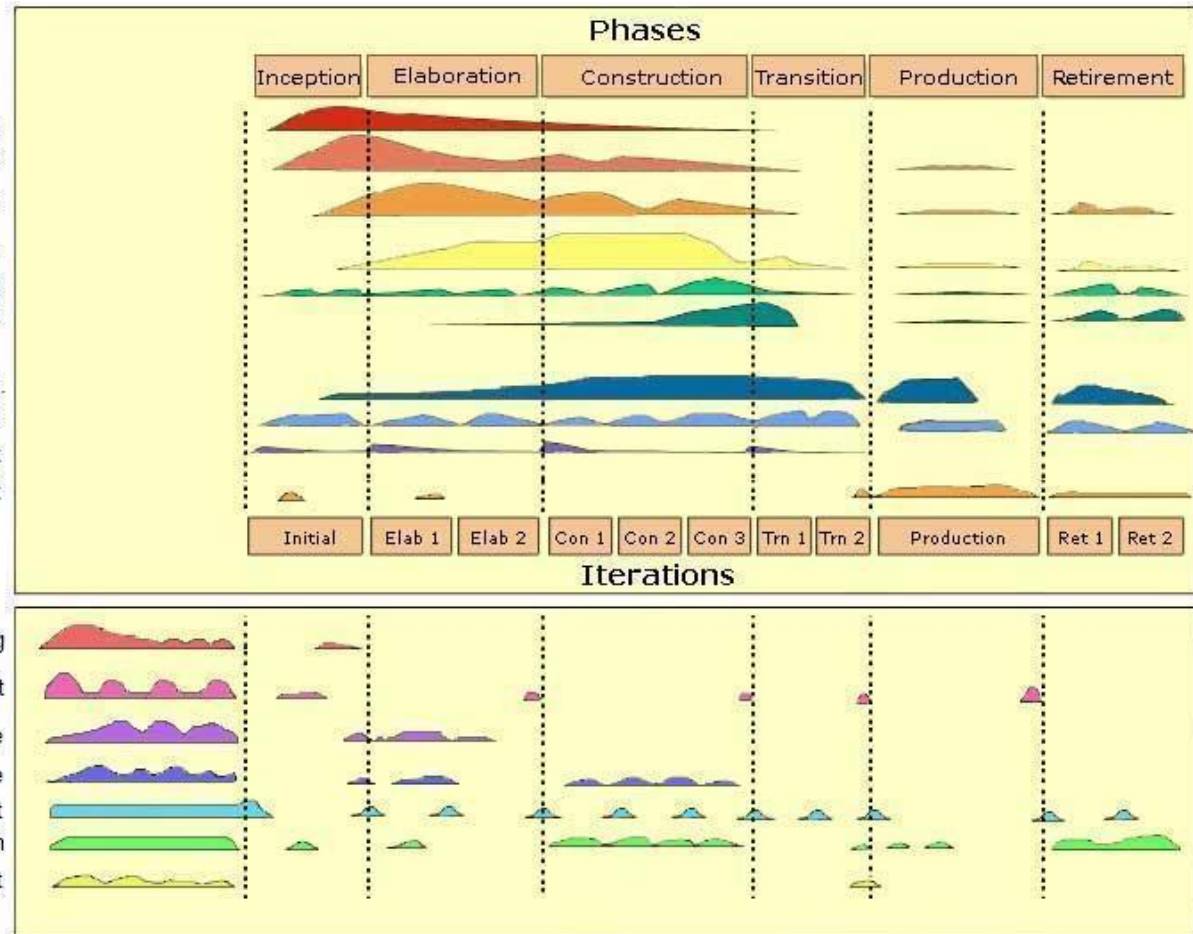 Phases
Inception Elaboration Construction Transition Production Retirement
Initial Elab 1 Elab 2 Con 1 Con 2 Con 3 Trn 1 Trn 2 Production Ret 1 Ret 2
Iterations